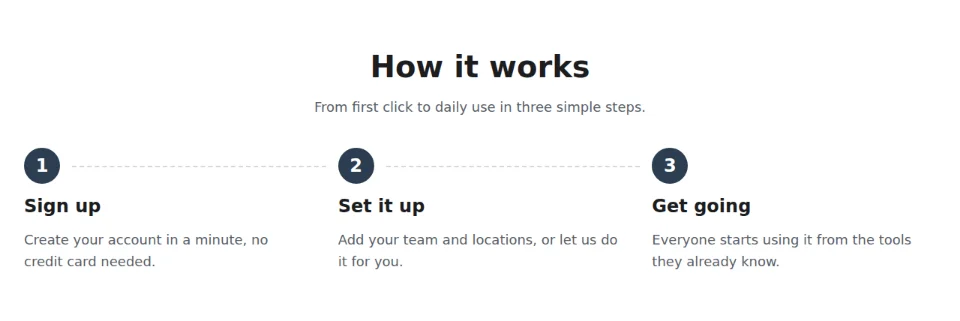 How it works
From first click to daily use in three simple steps.
1
Sign up
Create your account in a minute, no
credit card needed.
2
Set it up
Add your team and locations, or let us do
it for you.
3
Get going
Everyone starts using it from the tools
they already know.